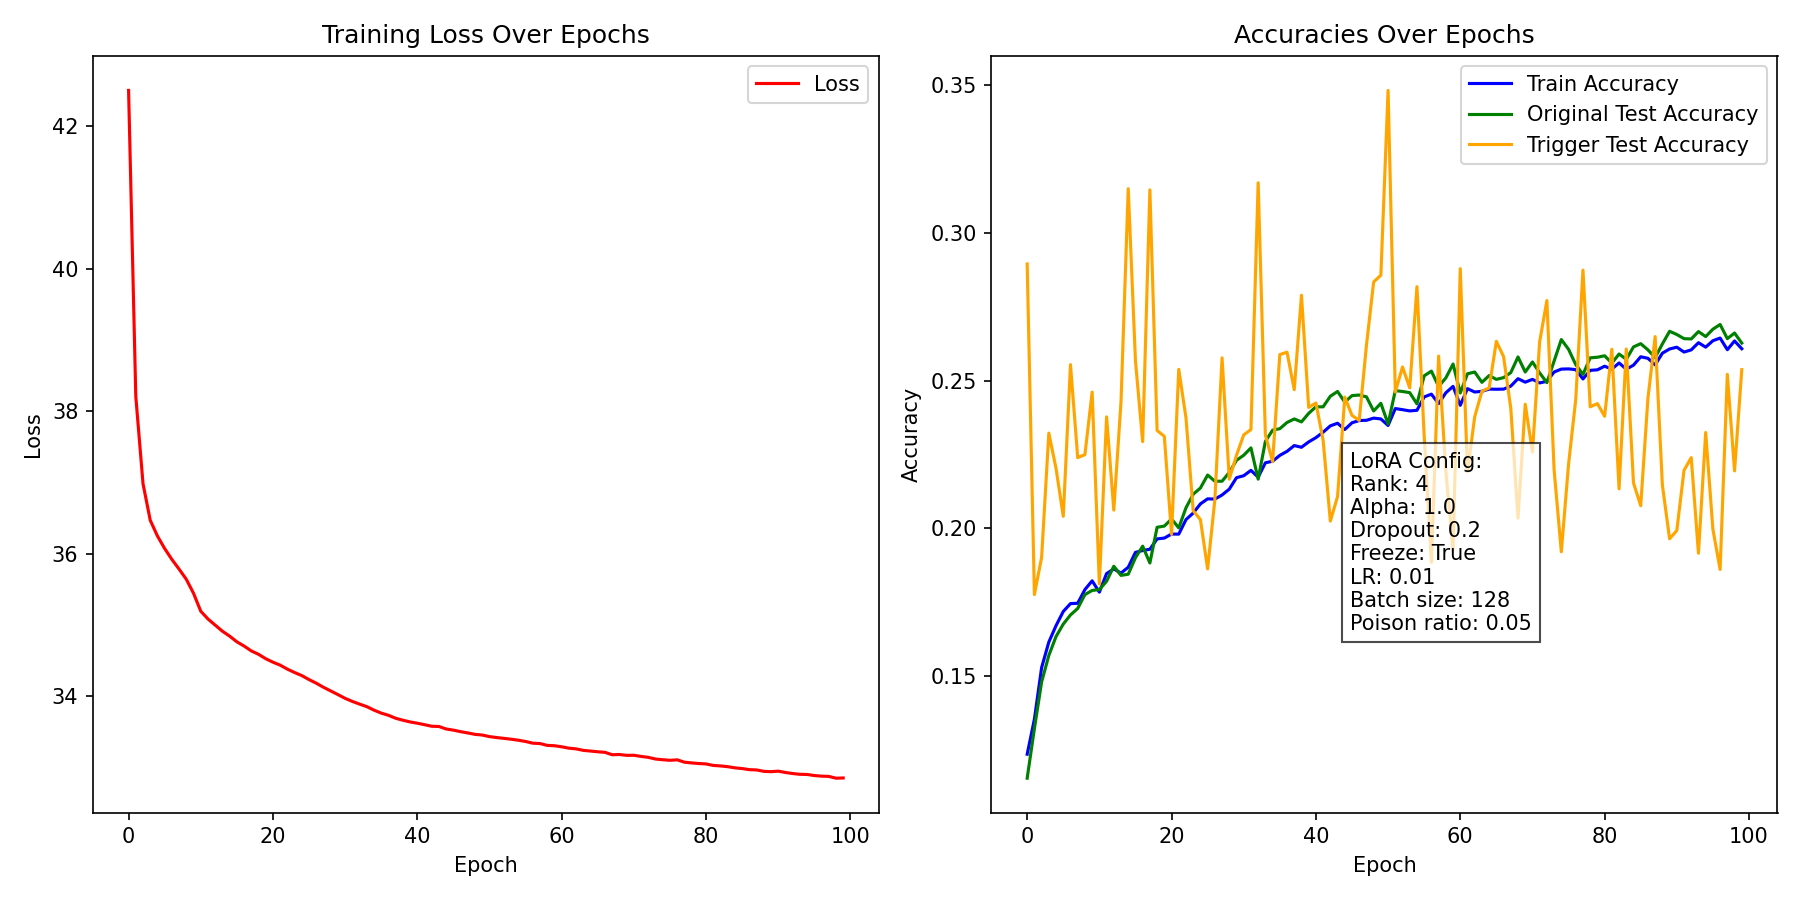 Training Loss Over Epochs
Loss
42
40
38
36
34
Loss
0
20
40
60
80
100
Epoch
Accuracies Over Epochs
Train Accuracy
Original Test Accuracy
Trigger Test Accuracy
0.35
0.30
0.25
0.20
0.15
Accuracy
LoRA Config:
Rank: 4
Alpha: 1.0
Dropout: 0.2
Freeze: True
LR: 0.01
Batch size: 128
Poison ratio: 0.05
0
20
40
60
80
100
Epoch